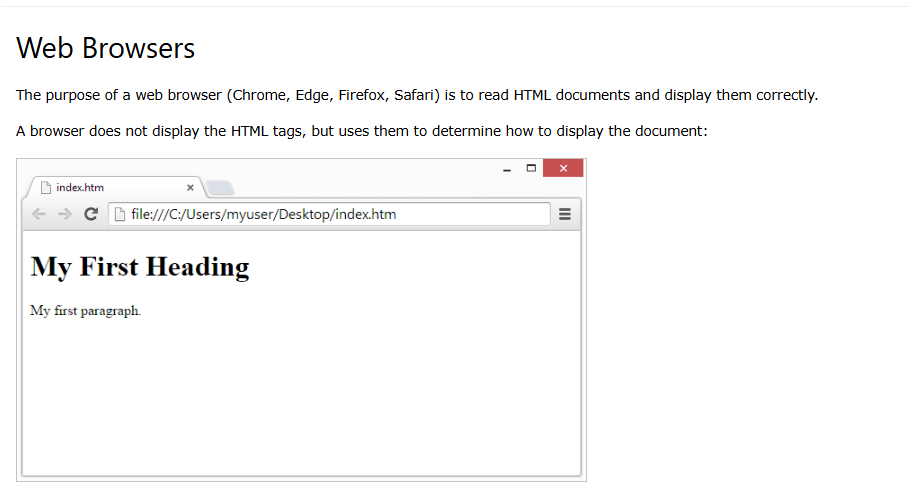 Web Browsers
The purpose of a web browser (Chrome, Edge, Firefox, Safari) is to read HTML documents and display them correctly.
A browser does not display the HTML tags, but uses them to determine how to display the document:
index.htm
file:///C:/Users/myuser/Desktop/index.htm
My First Heading
My first paragraph.